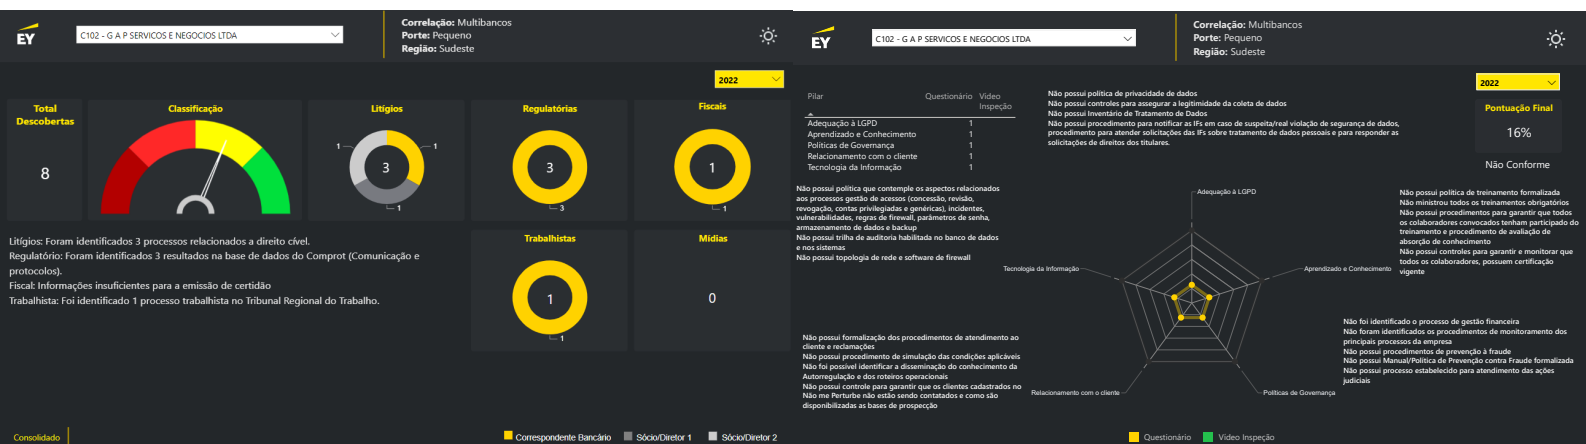 EY
C102 - G A P SERVICOS E NEGOCIOS LTDA
Correlação: Multibancos
Porte: Pequeno
Região: Sudeste
2022
Total
Descobertas
8
Classificação
Litígios
3
1
1
1
Regulatórias
3
3
Fiscais
1
1
Trabalhistas
1
1
Mídias
0
Litígios: Foram identificados 3 processos relacionados a direito cível.
Regulatório: Foram identificados 3 resultados na base de dados do Comprot (Comunicação e
protocolos).
Fiscal: Informações insuficientes para a emissão de certidão
Trabalhista: Foi identificado 1 processo trabalhista no Tribunal Regional do Trabalho.
Consolidado
Correspondente Bancário
Sócio/Diretor 1
Sócio/Diretor 2
EY
C102 - G A P SERVICOS E NEGOCIOS LTDA
Correlação: Multibancos
Porte: Pequeno
Região: Sudeste
2022
Pontuação Final
16%
Não Conforme
Pilar Questionário Vídeo
Inspeção
Adequação à LGPD 1
Aprendizado e Conhecimento 1
Políticas de Governança 1
Relacionamento com o cliente 1
Tecnologia da Informação 1
Não possui política de privacidade de dados
Não possui controles para assegurar a legitimidade da coleta de dados
Não possui Inventário de Tratamento de Dados
Não possui procedimento para notificar as IFs em caso de suspeita/real violação de segurança de dados,
procedimento para atender solicitações das IFs sobre tratamento de dados pessoais e para responder as
solicitações de direitos dos titulares.
Não possui política que contemple os aspectos relacionados
aos processos gestão de acessos (concessão, revisão,
revogação, contas privilegiadas e genéricas), incidentes,
vulnerabilidades, regras de firewall, parâmetros de senha,
armazenamento de dados e backup
Não possui trilha de auditoria habilitada no banco de dados
e nos sistemas
Não possui topologia de rede e software de firewall
Adequação à LGPD
Tecnologia da Informação
Aprendizado e Conhecimento
Relacionamento com o cliente
Políticas de Governança
Não possui política de treinamento formalizada
Não ministrou todos os treinamentos obrigatórios
Não possui procedimentos para garantir que todos
os colaboradores convocados tenham participado do
treinamento e procedimento de avaliação de
absorção de conhecimento
Não possui controles para garantir e monitorar que
todos os colaboradores, possuem certificação
vigente
Não foi identificado o processo de gestão financeira
Não foram identificados os procedimentos de monitoramento dos
principais processos da empresa
Não possui procedimentos de prevenção à fraude
Não possui Manual/Política de Prevenção contra Fraude formalizada
Não possui processo estabelecido para atendimento das ações
judiciais
Não possui formalização dos procedimentos de atendimento ao
cliente e reclamações
Não possui procedimento de simulação das condições aplicáveis
Não foi possível identificar a disseminação do conhecimento da
Autorregulação e dos roteiros operacionais
Não possui controle para garantir que os clientes cadastrados no
Não me Perturbe não estão sendo contatados e como são
disponibilizadas as bases de prospecção
Questionário
Vídeo Inspeção